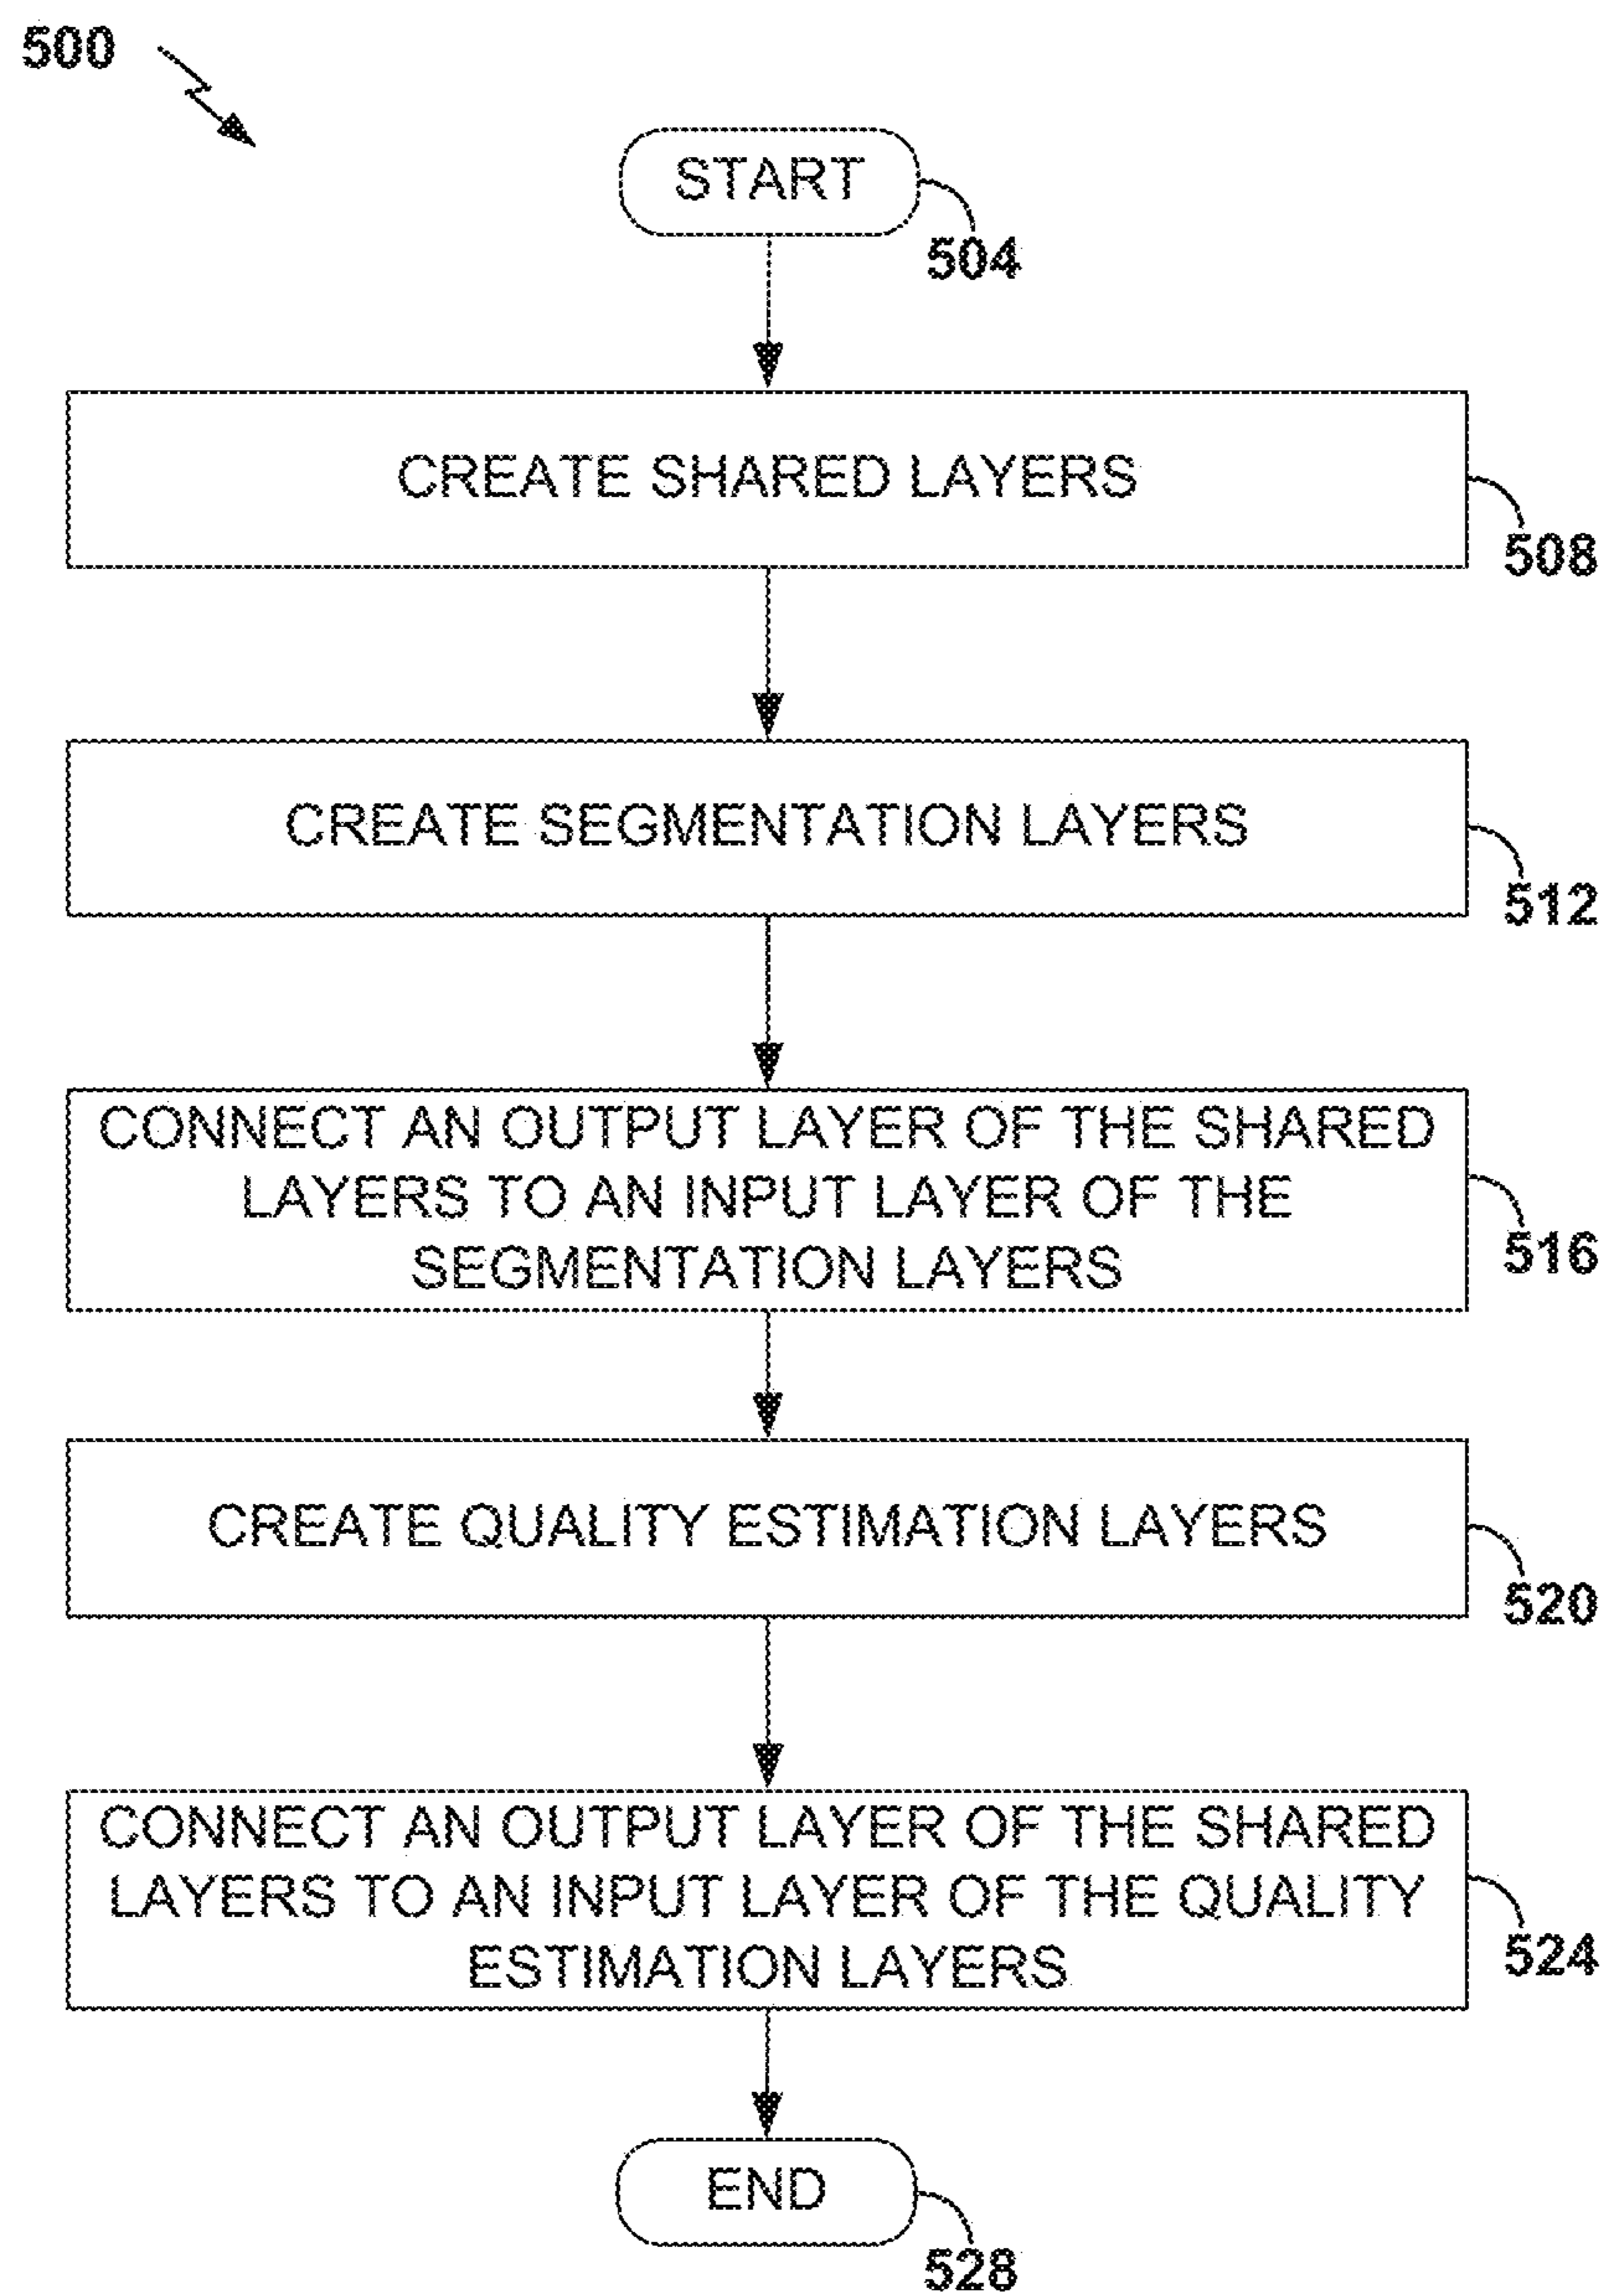 500
START
504
CREATE SHARED LAYERS
508
CREATE SEGMENTATION LAYERS
512
CONNECT AN OUTPUT LAYER OF THE SHARED
LAYERS TO AN INPUT LAYER OF THE
SEGMENTATION LAYERS
516
CREATE QUALITY ESTIMATION LAYERS
520
CONNECT AN OUTPUT LAYER OF THE SHARED
LAYERS TO AN INPUT LAYER OF THE QUALITY
ESTIMATION LAYERS
524
END
528